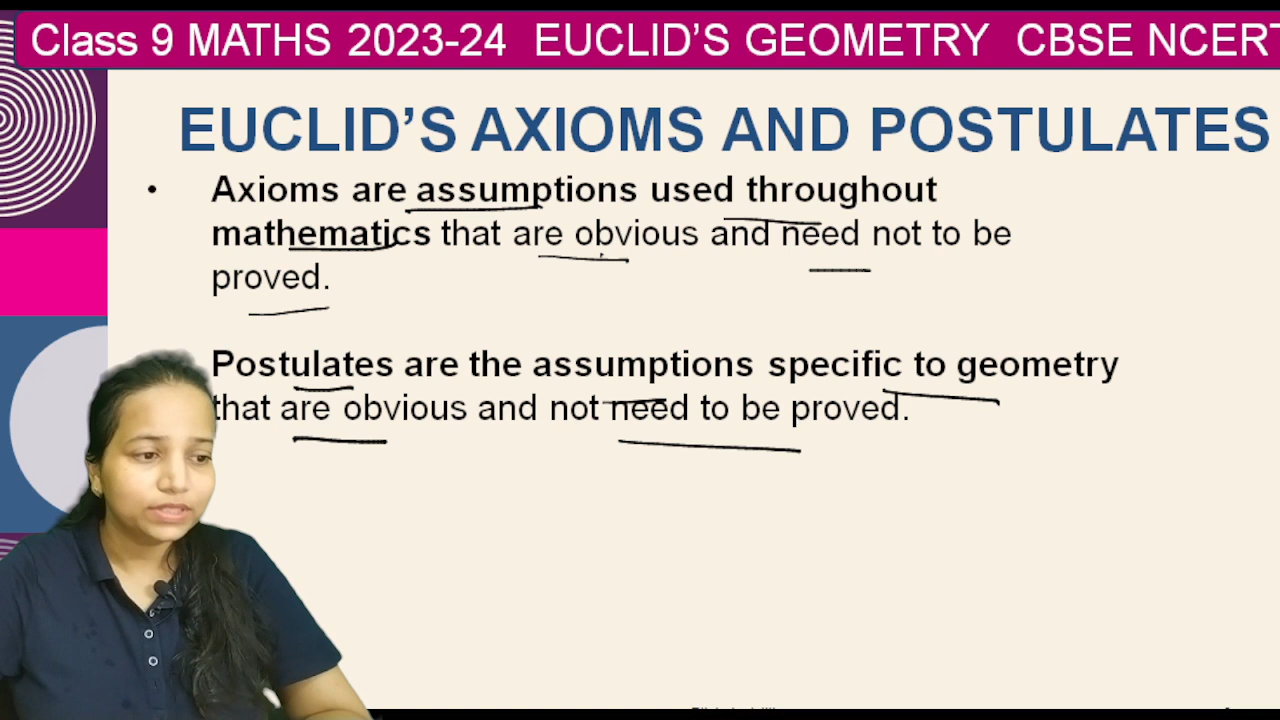 Class 9 MATHS 2023-24 EUCLID'S GEOMETRY CBSE NCERT
EUCLID'S AXIOMS AND POSTULATES
• Axioms are assumptions used throughout
mathematics that are obvious and need not to be
proved.
Postulates are the assumptions specific to geometry
that are obvious and not need to be proved.